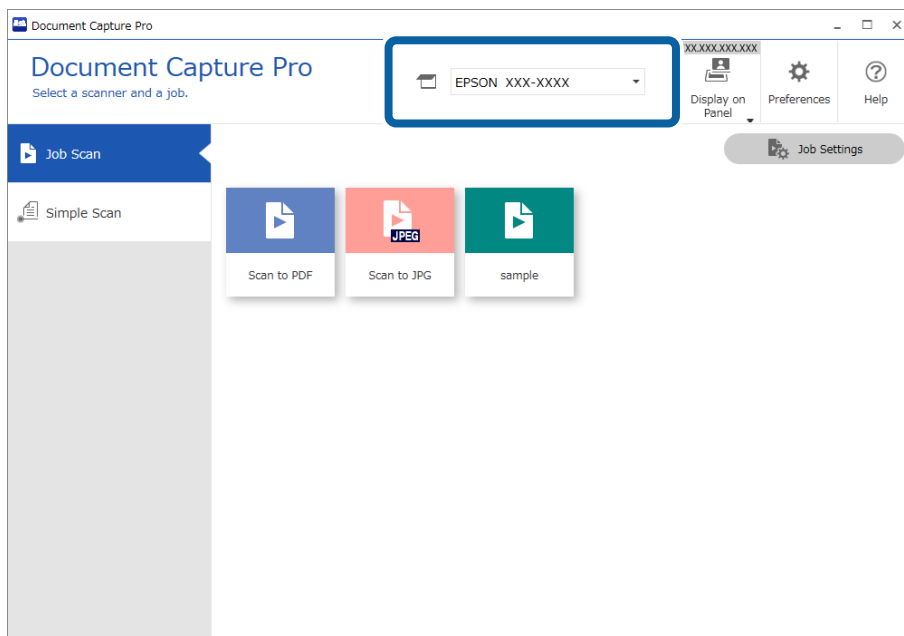 Document Capture Pro
Document Capture Pro
Select a scanner and a job.
EPSON XXX-XXXX
XX.XXX.XXX.XXX
Display on
Panel
Preferences
Help
Job Scan
Job Settings
Simple Scan
JPEG
Scan to PDF
Scan to JPG
sample